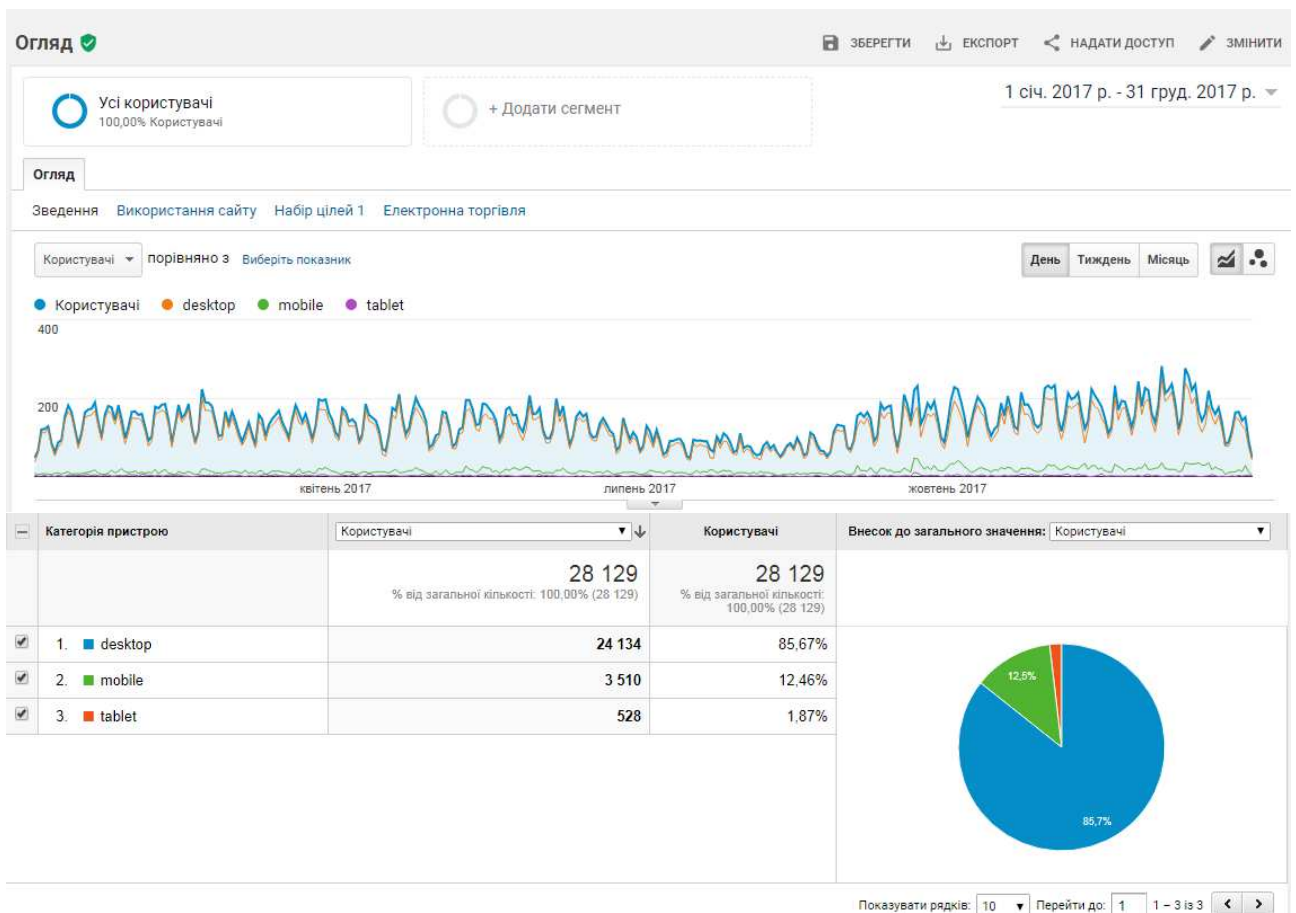 Огляд
ЗБЕРЕГТИ ЕКСПОРТ НАДАТИ ДОСТУП ЗМІНИТИ
Усі користувачі
100,00% Користувачі
+ Додати сегмент
1 січ. 2017 р. - 31 груд. 2017 р.
Огляд
Зведення Використання сайту Набір цілей 1 Електронна торгівля
Користувачі порівняно з Виберіть показник
День Тиждень Місяць
Користувачі desktop mobile tablet
400
200
квітень 2017 липень 2017 жовтень 2017
Категорія пристрою Користувачі Користувачі Внесок до загального значення: Користувачі
28 129 28 129
% від загальної кількості: 100,00% (28 129) % від загальної кількості:
100,00% (28 129)
1. desktop 24 134 85,67%
2. mobile 3 510 12,46%
3. tablet 528 1,87%
12,5%
85,7%
Показувати рядків: 10 Перейти до: 1 1 – 3 із 3